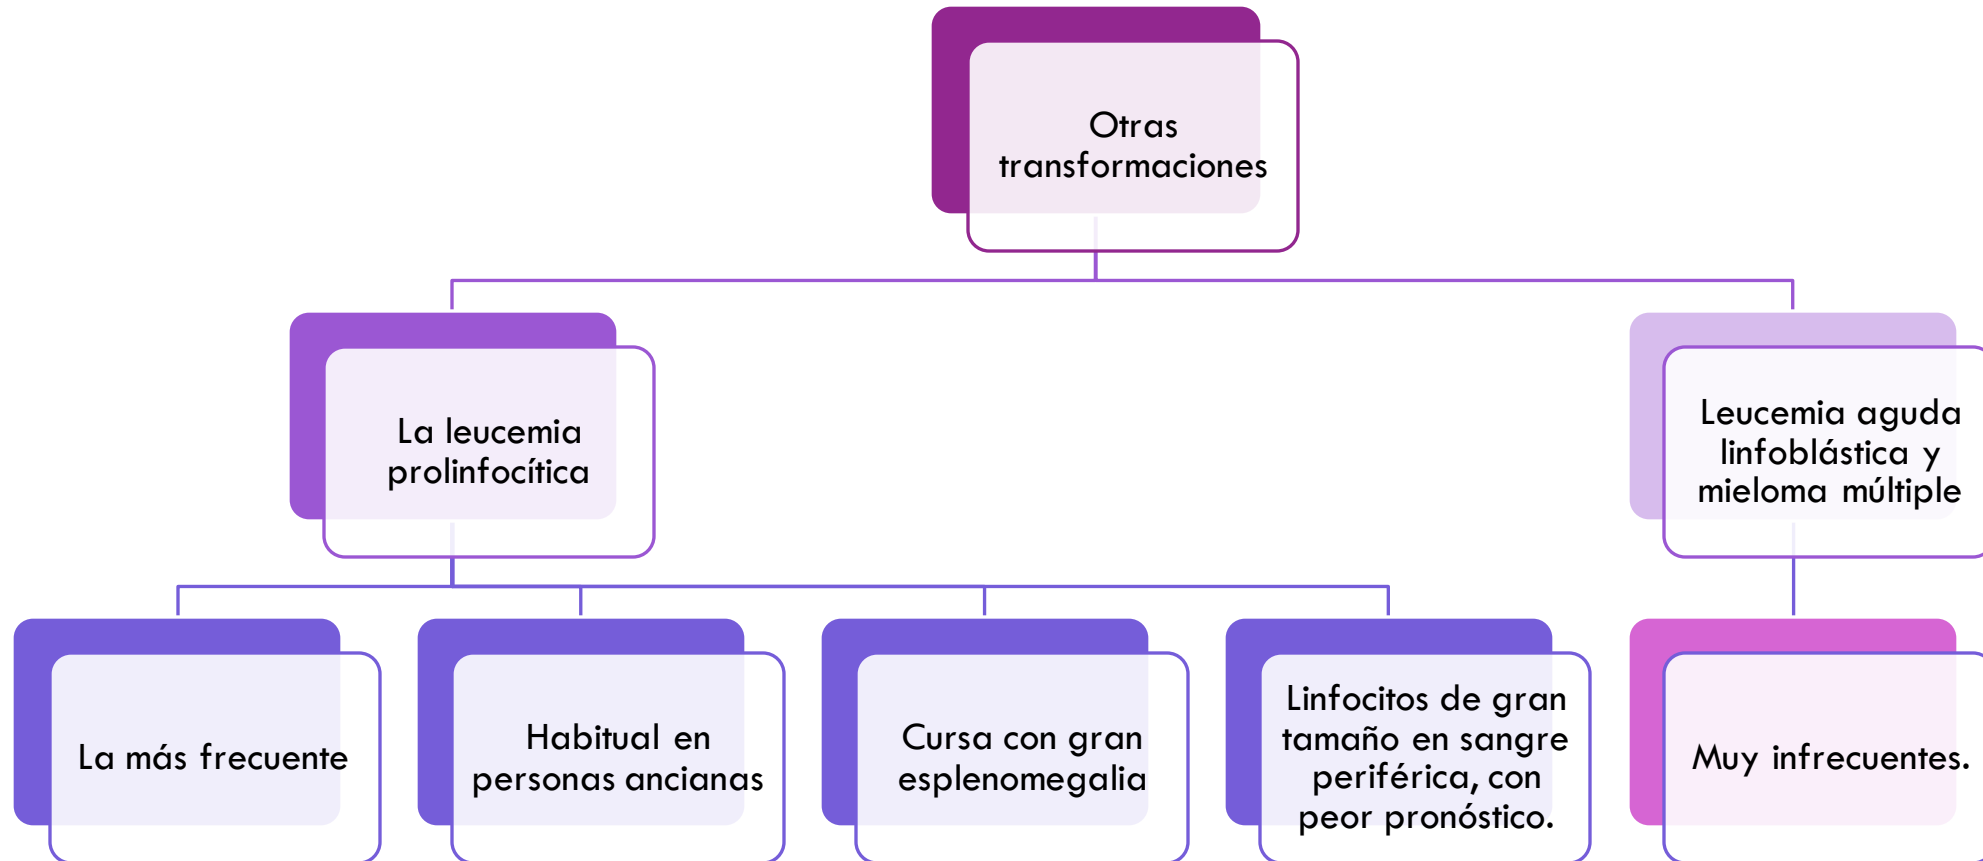 Otras
transformaciones
La leucemia
prolinfocítica
Leucemia aguda
linfoblástica y
mieloma múltiple
La más frecuente
Habitual en
personas ancianas
Cursa con gran
esplenomegalia
Linfocitos de gran
tamaño en sangre
periférica, con
peor pronóstico.
Muy infrecuentes.